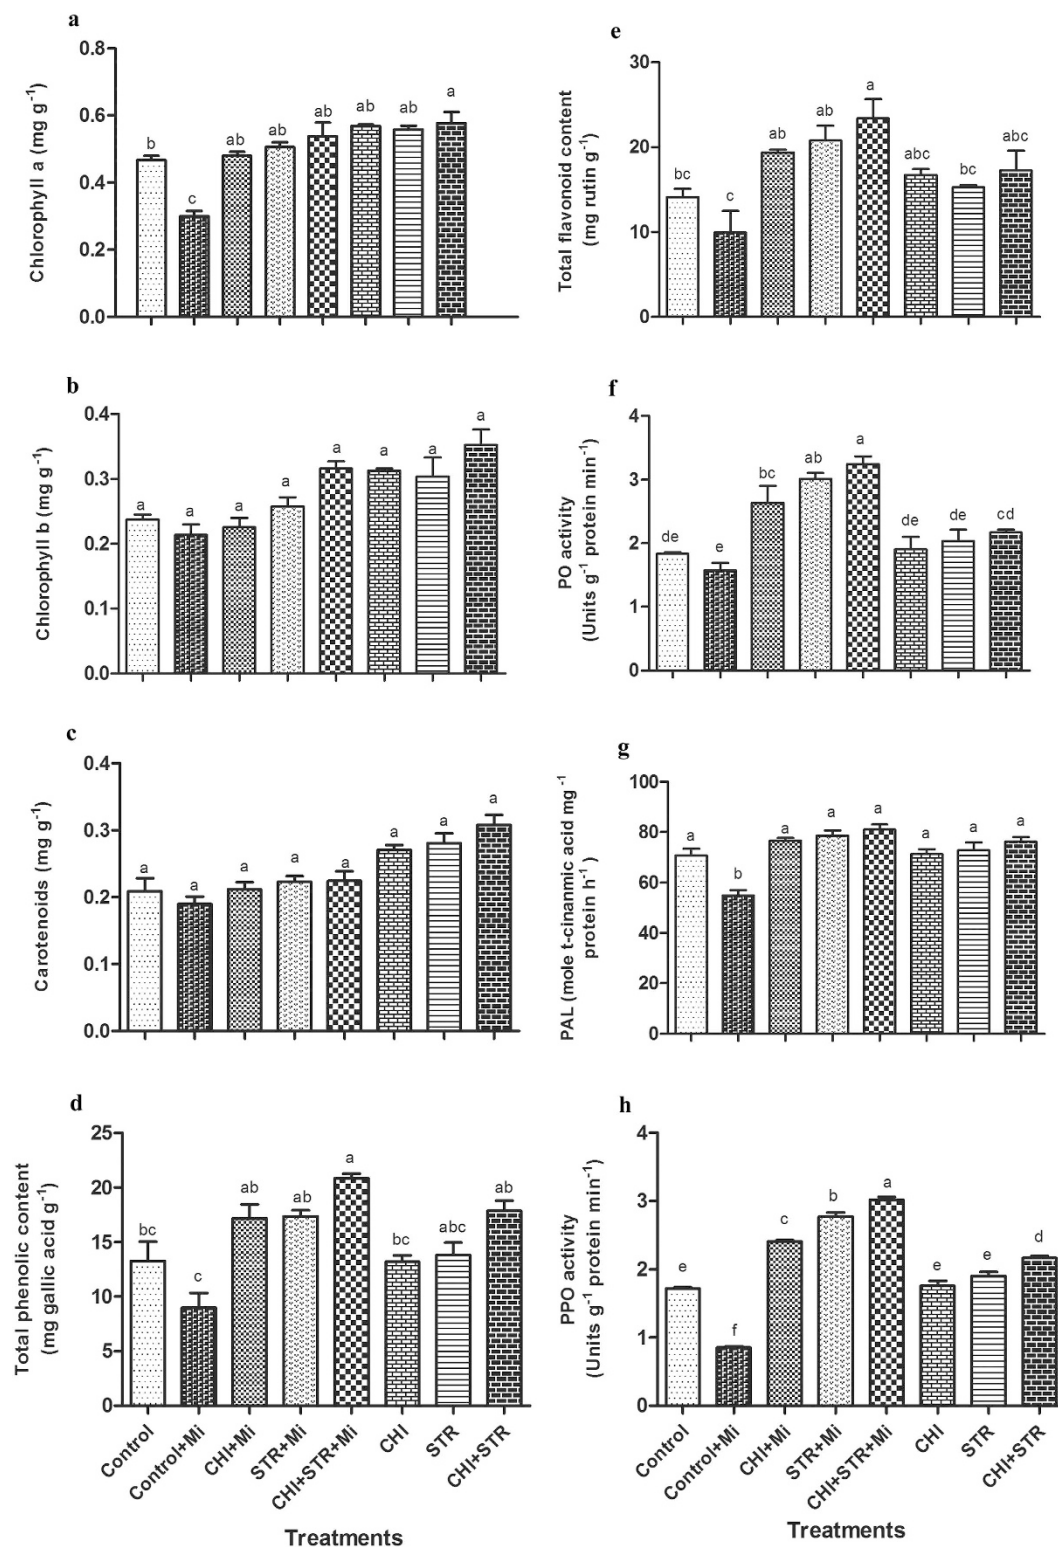 a
Chlorophyll a (mg g-1)
0.8
0.6
0.4
0.2
0.0
b
c
ab
ab
ab
ab
ab
a
b
Chlorophyll b (mg g-1)
0.4
0.3
0.2
0.1
0.0
a
a
a
a
a
a
a
a
c
Carotenoids (mg g-1)
0.4
0.3
0.2
0.1
0.0
a
a
a
a
a
a
a
a
d
Total phenolic content
(mg gallic acid g-1)
25
20
15
10
5
0
bc
c
ab
ab
a
bc
abc
ab
Control
Control+Mi
CHI+Mi
STR+Mi
CHI+STR+Mi
CHI
STR
CHI+STR
Treatments
e
Total flavonoid content
(mg rutin g-1)
30
20
10
0
bc
c
ab
ab
a
abc
bc
abc
f
PO activity
(Units g-1 protein min-1)
4
3
2
1
0
de
e
bc
ab
a
de
de
cd
g
PAL (mole t-cinamic acid mg-1
protein h-1)
100
80
60
40
20
0
a
b
a
a
a
a
a
a
h
PPO activity
(Units g-1 protein min-1)
4
3
2
1
0
e
f
c
b
a
e
e
d
Control
Control+Mi
CHI+Mi
STR+Mi
CHI+STR+Mi
CHI
STR
CHI+STR
Treatments